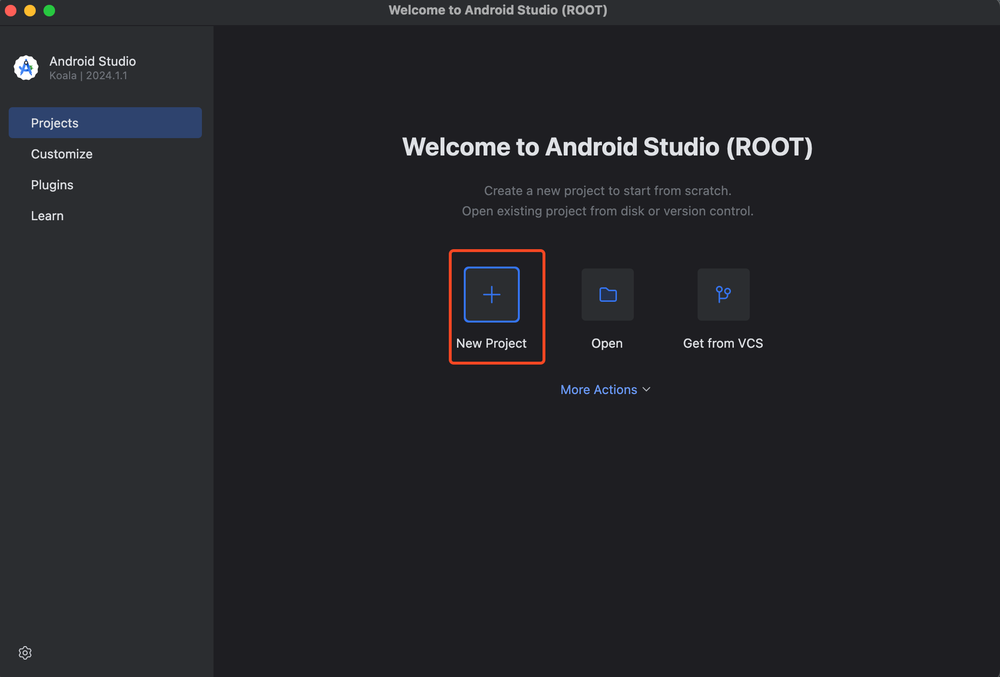 Welcome to Android Studio (ROOT)
Android Studio
Koala | 2024.1.1
Projects
Customize
Plugins
Learn
Welcome to Android Studio (ROOT)
Create a new project to start from scratch.
Open existing project from disk or version control.
New Project
Open
Get from VCS
More Actions